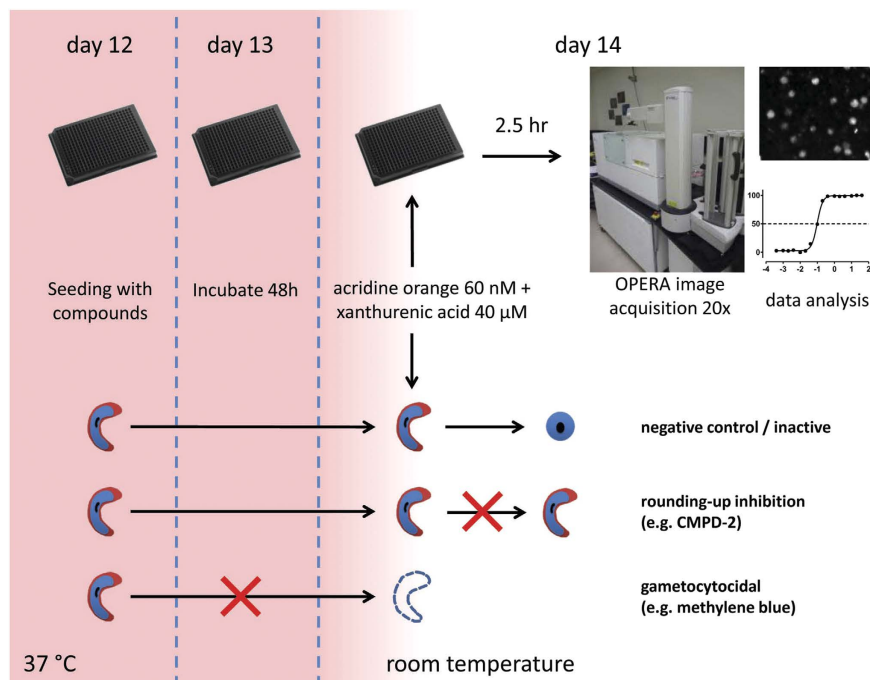 day 12
day 13
day 14
2.5 hr
100
50
0
-4 -3 -2 -1 0 1 2
Seeding with
compounds
Incubate 48h
acridine orange 60 nM +
xanthurenic acid 40 μM
OPERA image
acquisition 20x
data analysis
negative control / inactive
rounding-up inhibition
(e.g. CMPD-2)
gametocytocidal
(e.g. methylene blue)
37 °C
room temperature